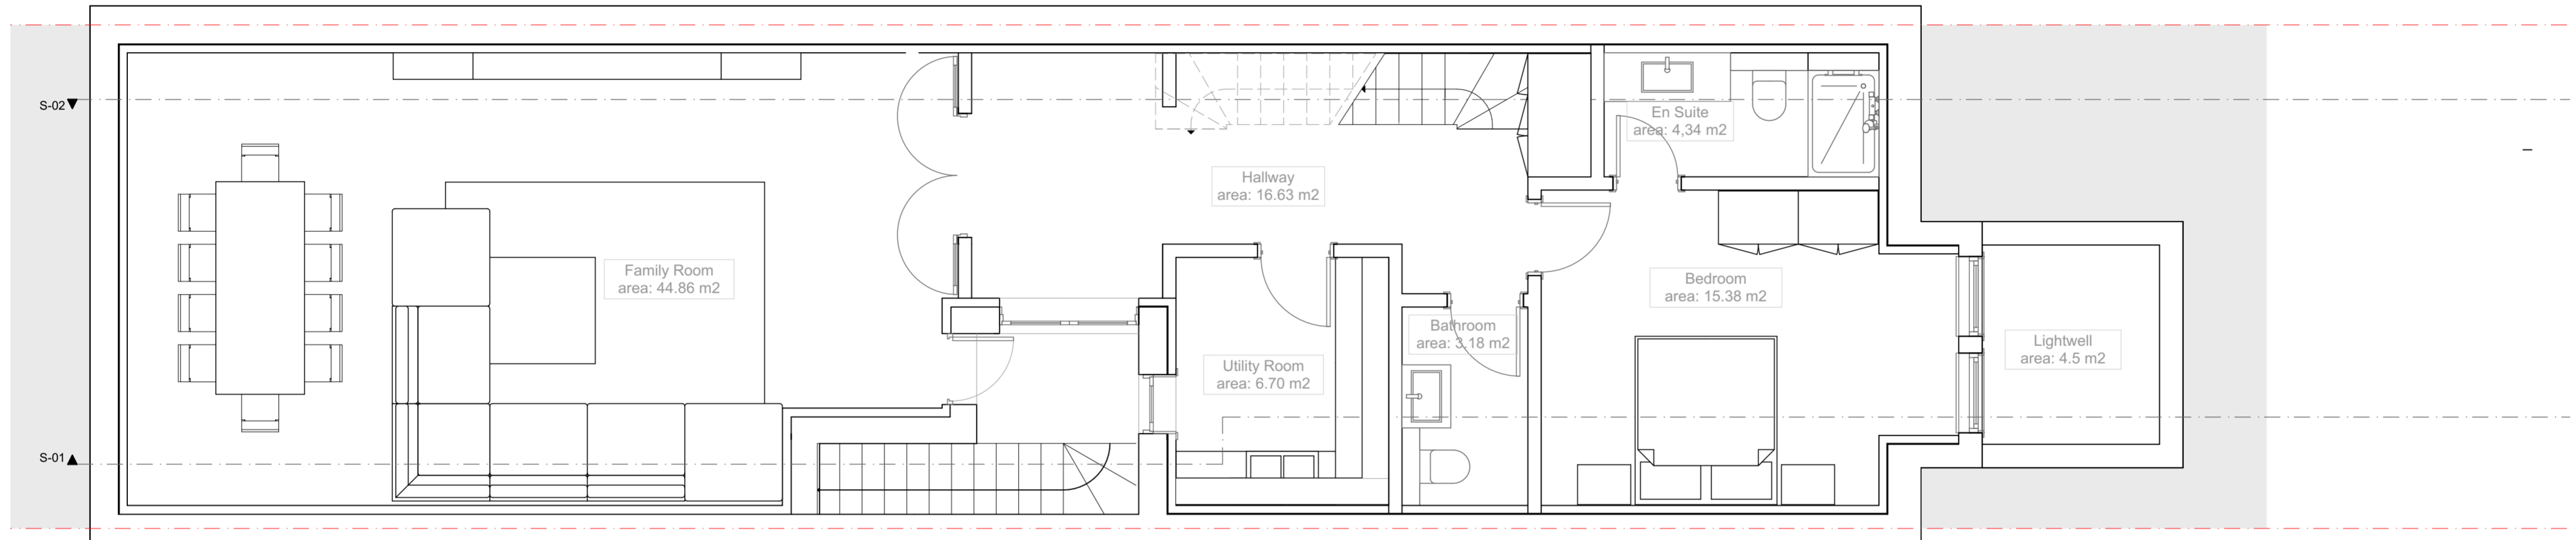 S-02
En Suite
area: 4,34 m2
Hallway
area: 16.63 m2
Family Room
area: 44.86 m2
Bedroom
area: 15.38 m2
Bathroom
area: 3,18 m2
Lightwell
area: 4.5 m2
Utility Room
area: 6.70 m2
S-01